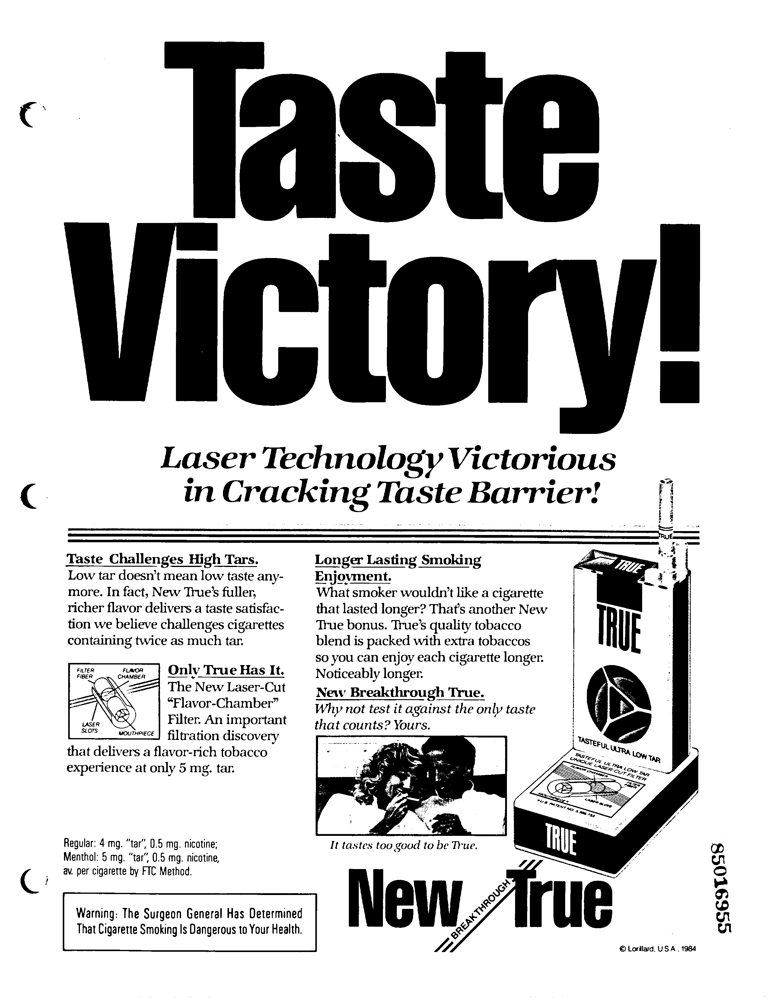 Taste
Victory!
Laser Technology Victorious
in Cracking Taste Barrier!
Taste Challenges High Tars.
Low tar doesn't mean low taste any-
more. In fact, New True's fuller,
richer flavor delivers a taste satisfac-
tion we believe challenges cigarettes
containing twice as much tar.
FILTER
FIBER
FLAVOR
CHAMBER
LASER
SLOTS
MOUTHPIECE
Only True Has It.
The New Laser-Cut
"Flavor-Chamber"
Filter. An important
filtration discovery
that delivers a flavor-rich tobacco
experience at only 5 mg. tar.
Longer Lasting Smoking
Enjoyment.
What smoker wouldn't like a cigarette
that lasted longer? That's another New
True bonus. True's quality tobacco
blend is packed with extra tobaccos
so you can enjoy each cigarette longer.
Noticeably longer.
New Breakthrough True.
Why not test it against the only taste
that counts? Yours.
It tastes too good to be True.
TRUE
TRUE
TRUE
TASTEFUL ULTRA LOW TAR
TASTEFUL ULTRA LOW TAR
UNIQUE LASER CUT FILTER
TRUE
Regular: 4 mg. "tar", 0.5 mg. nicotine;
Menthol: 5 mg. "tar", 0.5 mg. nicotine,
av. per cigarette by FTC Method.
Warning: The Surgeon General Has Determined
That Cigarette Smoking Is Dangerous to Your Health.
New BREAKTHROUGH True
© Lorillard, U.S.A., 1984
85016955